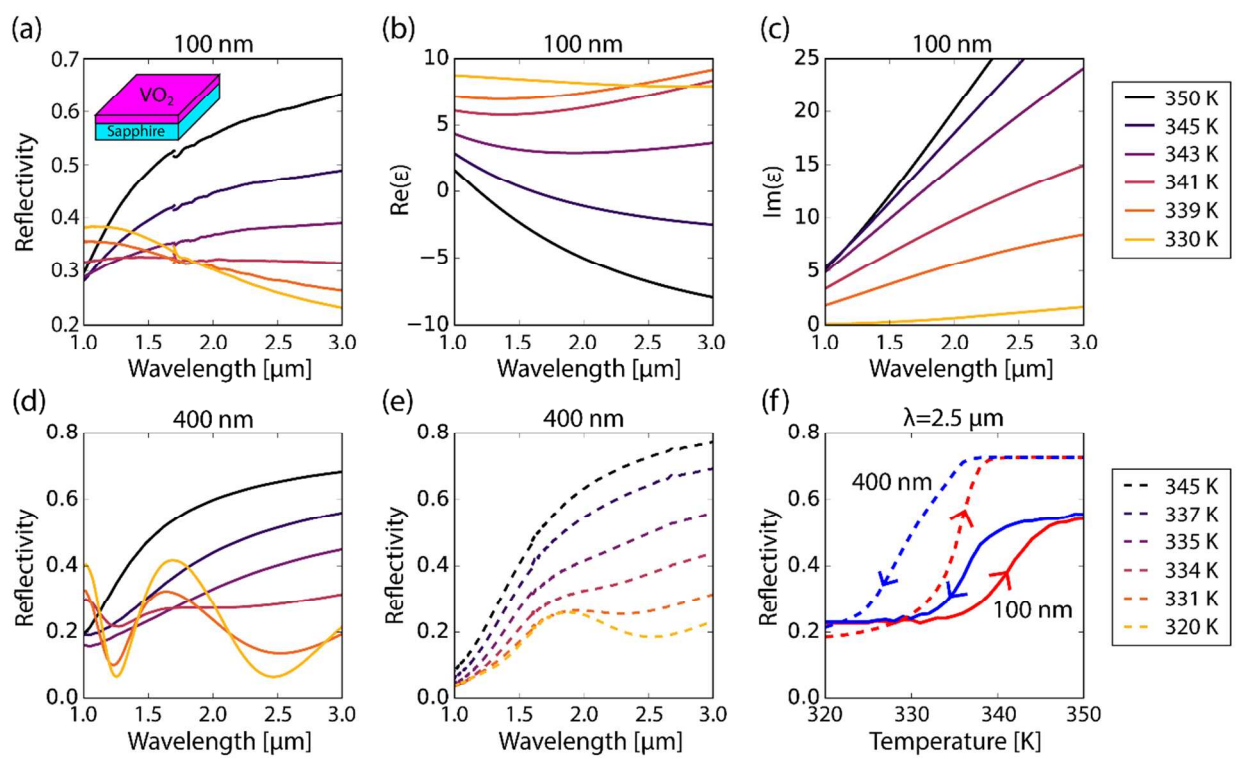 (a)
100 nm
(b)
100 nm
(c)
100 nm
Reflectivity
0.7
0.6
0.5
0.4
0.3
0.2
VO₂
Sapphire
1.0 1.5 2.0 2.5 3.0
Wavelength [μm]
Re(ε)
10
5
0
−5
−10
1.0 1.5 2.0 2.5 3.0
Wavelength [μm]
Im(ε)
25
20
15
10
5
0
1.0 1.5 2.0 2.5 3.0
Wavelength [μm]
350 K
345 K
343 K
341 K
339 K
330 K
(d)
400 nm
(e)
400 nm
(f)
λ=2.5 μm
Reflectivity
0.8
0.6
0.4
0.2
0.0
1.0 1.5 2.0 2.5 3.0
Wavelength [μm]
Reflectivity
0.8
0.6
0.4
0.2
0.0
1.0 1.5 2.0 2.5 3.0
Wavelength [μm]
Reflectivity
0.8
0.6
0.4
0.2
0.0
400 nm
100 nm
320 330 340 350
Temperature [K]
345 K
337 K
335 K
334 K
331 K
320 K